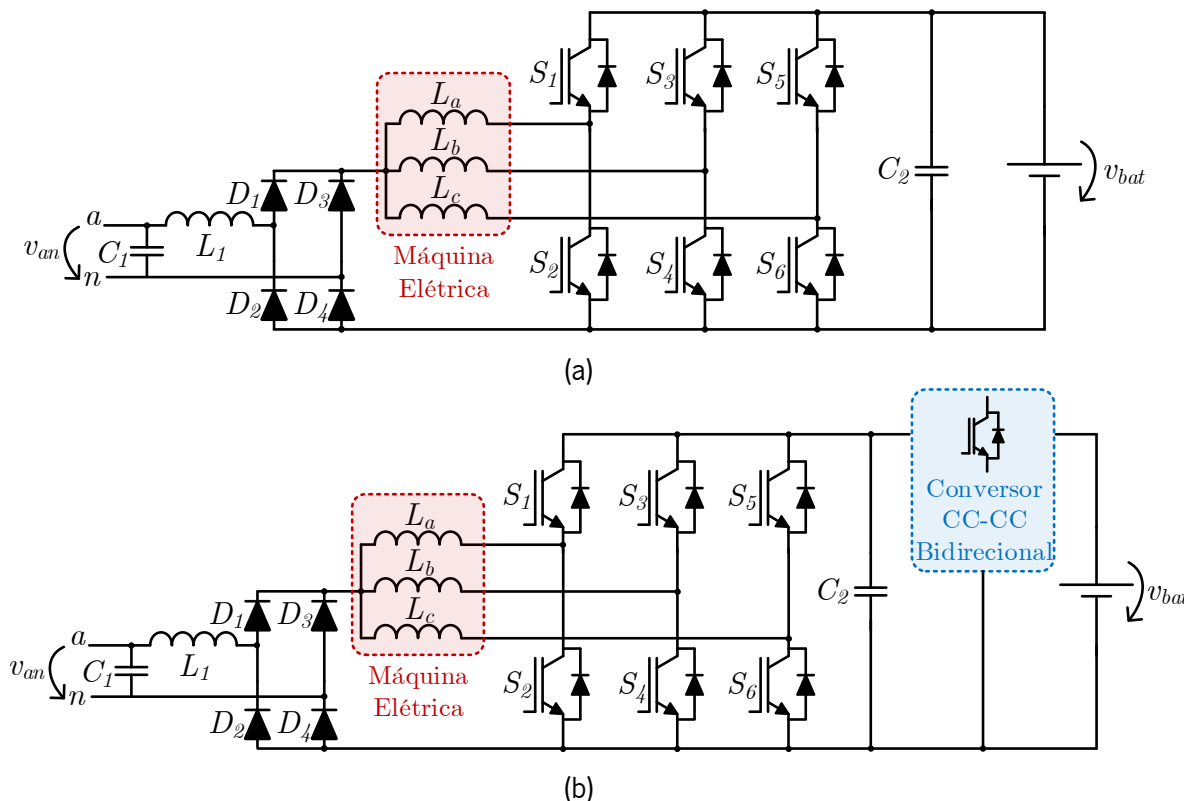 S1
S3
S5
La
Lb
Lc
C2
vbat
D1
D3
a
van
C1
L1
n
Máquina
Elétrica
S2
S4
S6
D2
D4
(a)
S1
S3
S5
Conversor
CC-CC
Bidirecional
La
Lb
Lc
C2
vbat
D1
D3
a
van
C1
L1
n
Máquina
Elétrica
S2
S4
S6
D2
D4
(b)